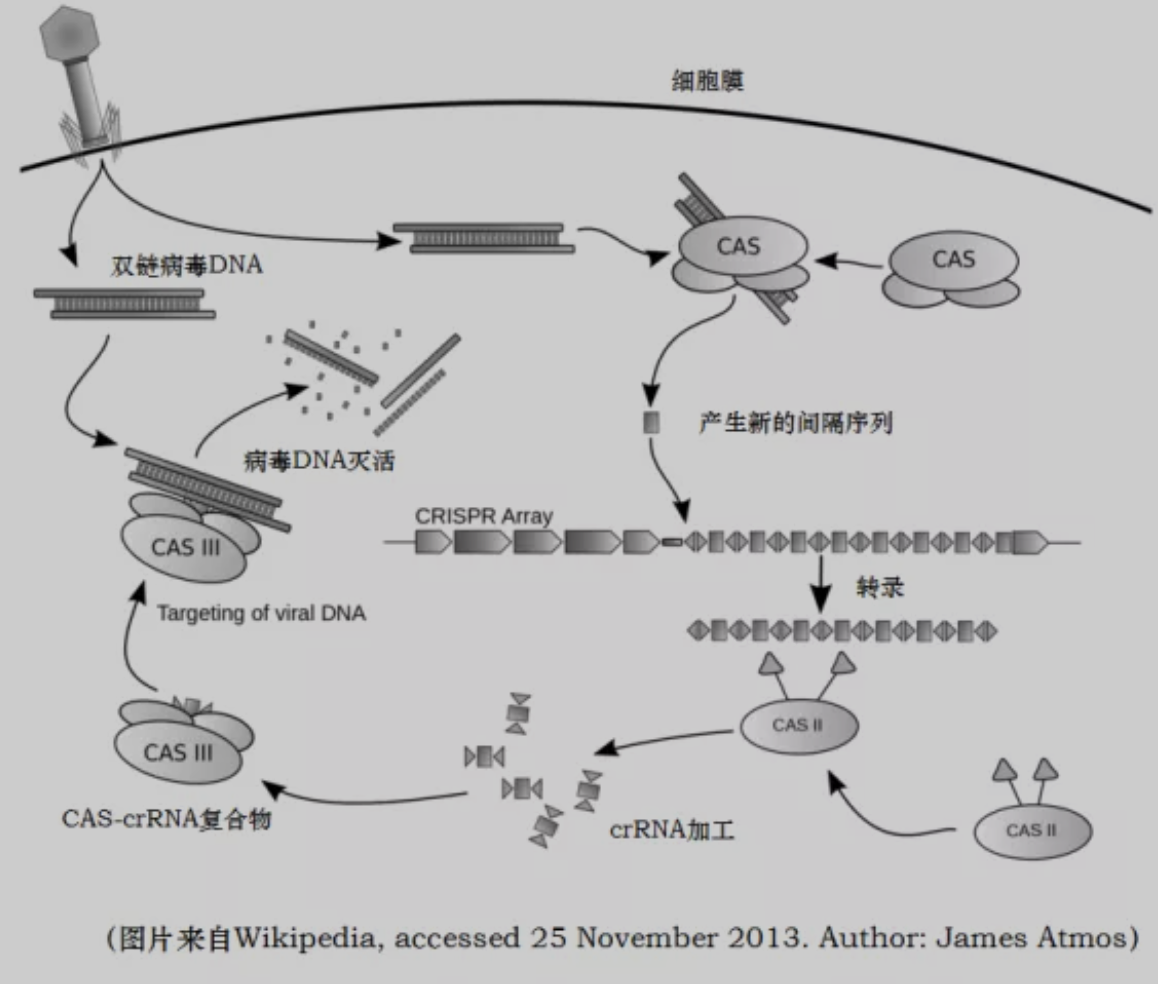 细胞膜
CAS
CAS
双链病毒DNA
产生新的间隔序列
病毒DNA灭活
CRISPR Array
CAS III
转录
Targeting of viral DNA
CAS II
CAS III
CAS-crRNA复合物
crRNA加工
CAS II
(图片来自Wikipedia, accessed 25 November 2013. Author: James Atmos)